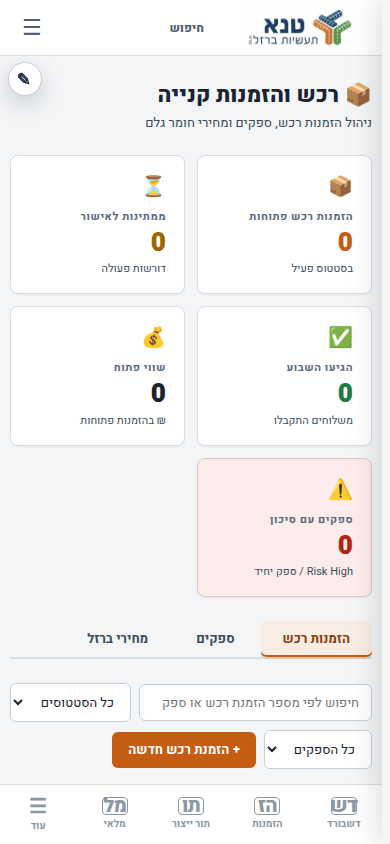 טנא
תעשיות ברזל
חיפוש
☰
✎
📦 רכש והזמנות קנייה
ניהול הזמנות רכש, ספקים ומחירי חומר גלם
📦
הזמנות רכש פתוחות
0
בסטטוס פעיל
⏳
ממתינות לאישור
0
דורשות פעולה
✅
הגיעו השבוע
0
משלוחים התקבלו
💰
שווי פתוח
0
₪ בהזמנות פתוחות
⚠️
ספקים עם סיכון
0
Risk High / ספק יחיד
הזמנות רכש
ספקים
מחירי ברזל
חיפוש לפי מספר הזמנת רכש או ספק
כל הסטטוסים
כל הספקים
+ הזמנת רכש חדשה
דש
דשבורד
הז
הזמנות
תו
תור ייצור
מל
מלאי
☰
עוד